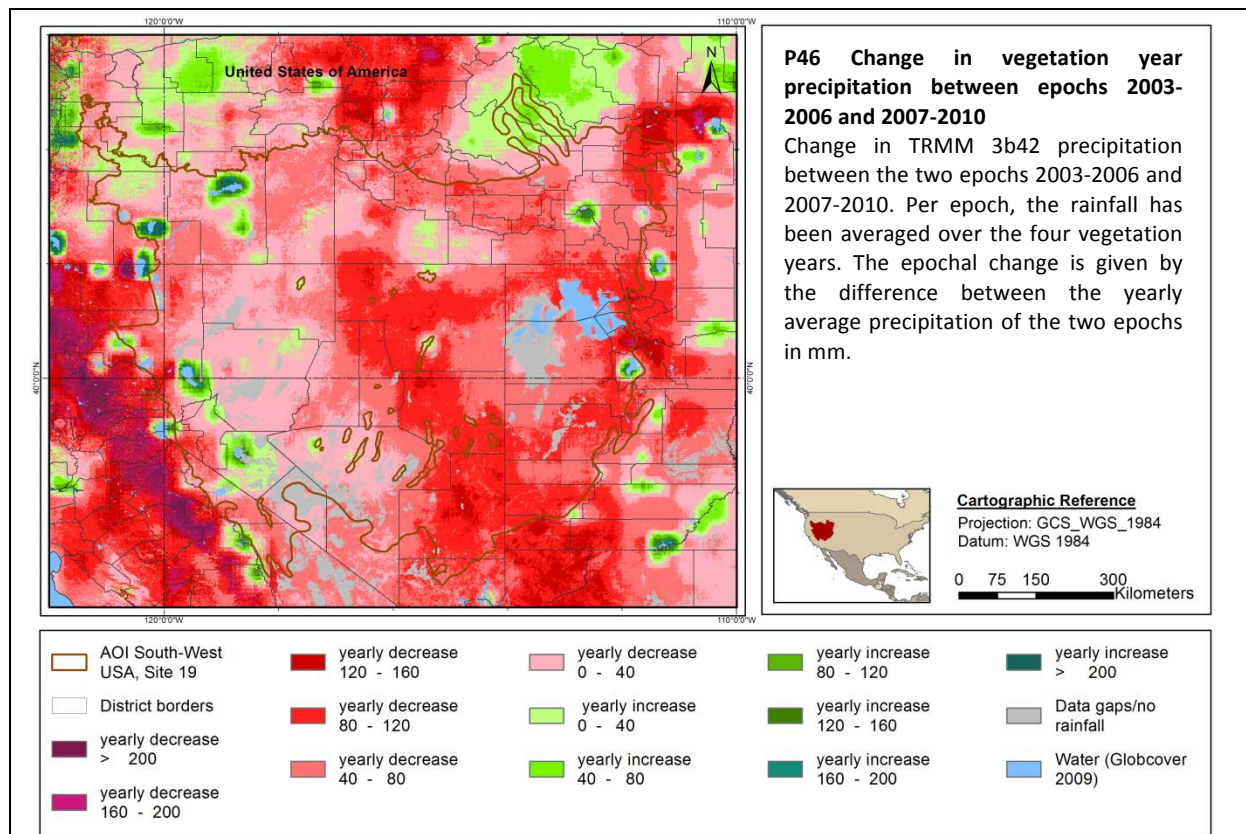 120°0'0"W
110°0'0"W
United States of America
N
40°0'0"N
40°0'0"N
120°0'0"W
110°0'0"W
P46 Change in vegetation year
precipitation between epochs 2003-
2006 and 2007-2010
Change in TRMM 3b42 precipitation
between the two epochs 2003-2006 and
2007-2010. Per epoch, the rainfall has
been averaged over the four vegetation
years. The epochal change is given by
the difference between the yearly
average precipitation of the two epochs
in mm.
Cartographic Reference
Projection: GCS_WGS_1984
Datum: WGS 1984
0 75 150 300
Kilometers
AOI South-West
USA, Site 19
District borders
yearly decrease
> 200
yearly decrease
160 - 200
yearly decrease
120 - 160
yearly decrease
80 - 120
yearly decrease
40 - 80
yearly decrease
0 - 40
yearly increase
0 - 40
yearly increase
40 - 80
yearly increase
80 - 120
yearly increase
120 - 160
yearly increase
160 - 200
yearly increase
> 200
Data gaps/no
rainfall
Water (Globcover
2009)